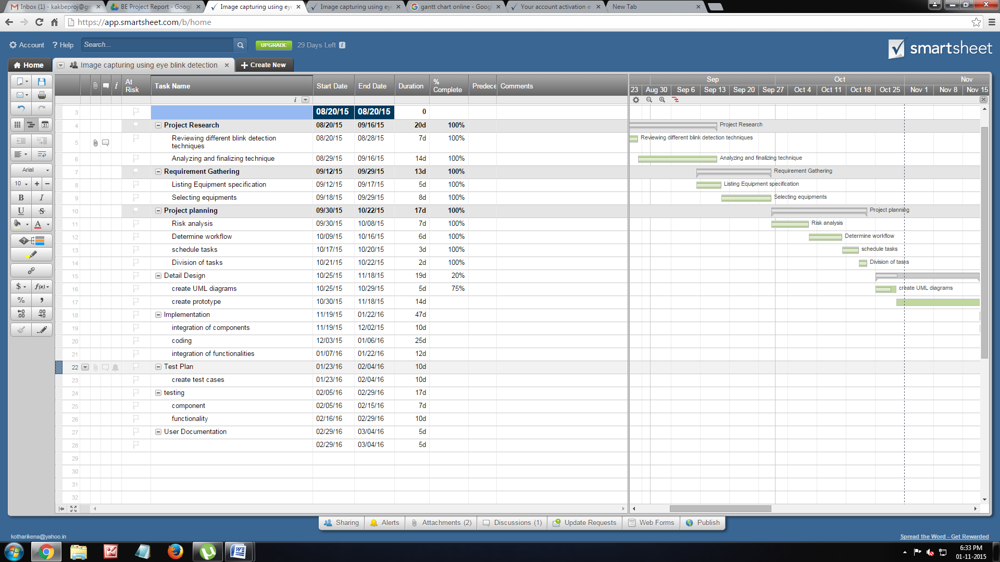 Inbox (1) - kakbeproj@gm
BE Project Report - Googl
Image capturing using eye
Image capturing using eye
gantt chart online - Goog
Your account activation e
New Tab
https://app.smartsheet.com/b/home
Account
? Help
Search...
UPGRADE
29 Days Left
smartsheet
Home
Image capturing using eye blink detection
Create New
At Risk Task Name Start Date End Date Duration % Complete Predece Comments
Sep Oct Nov
23 Aug 30 Sep 6 Sep 13 Sep 20 Sep 27 Oct 4 Oct 11 Oct 18 Oct 25 Nov 1 Nov 8 Nov 15
3 08/20/15 08/20/15 0
4 Project Research 08/20/15 09/16/15 20d 100% Project Research
5 Reviewing different blink detection techniques 08/20/15 08/28/15 7d 100% Reviewing different blink detection techniques
6 Analyzing and finalizing technique 08/29/15 09/16/15 14d 100% Analyzing and finalizing technique
7 Requirement Gathering 09/12/15 09/29/15 13d 100% Requirement Gathering
8 Listing Equipment specification 09/12/15 09/17/15 5d 100% Listing Equipment specification
9 Selecting equipments 09/18/15 09/29/15 8d 100% Selecting equipments
10 Project planning 09/30/15 10/22/15 17d 100% Project planning
11 Risk analysis 09/30/15 10/08/15 7d 100% Risk analysis
12 Determine workflow 10/09/15 10/16/15 6d 100% Determine workflow
13 schedule tasks 10/17/15 10/20/15 3d 100% schedule tasks
14 Division of tasks 10/21/15 10/22/15 2d 100% Division of tasks
15 Detail Design 10/25/15 11/18/15 19d 20%
16 create UML diagrams 10/25/15 10/29/15 5d 75% create UML diagrams
17 create prototype 10/30/15 11/18/15 14d
18 Implementation 11/19/15 01/22/16 47d
19 integration of components 11/19/15 12/02/15 10d
20 coding 12/03/15 01/06/16 25d
21 integration of functionalities 01/07/16 01/22/16 12d
22 Test Plan 01/23/16 02/04/16 10d
23 create test cases 01/23/16 02/04/16 10d
24 testing 02/05/16 02/29/16 17d
25 component 02/05/16 02/15/16 7d
26 functionality 02/16/16 02/29/16 10d
27 User Documentation 02/29/16 03/04/16 5d
28 02/29/16 03/04/16 5d
29
30
31
32
31
Arial
10 + −
B I
U S
A
$ f(x)
% ,
.00 .00
Sharing
Alerts
Attachments (2)
Discussions (1)
Update Requests
Web Forms
Publish
kotharikena@yahoo.in
Spread the Word - Get Rewarded
6:33 PM
01-11-2015